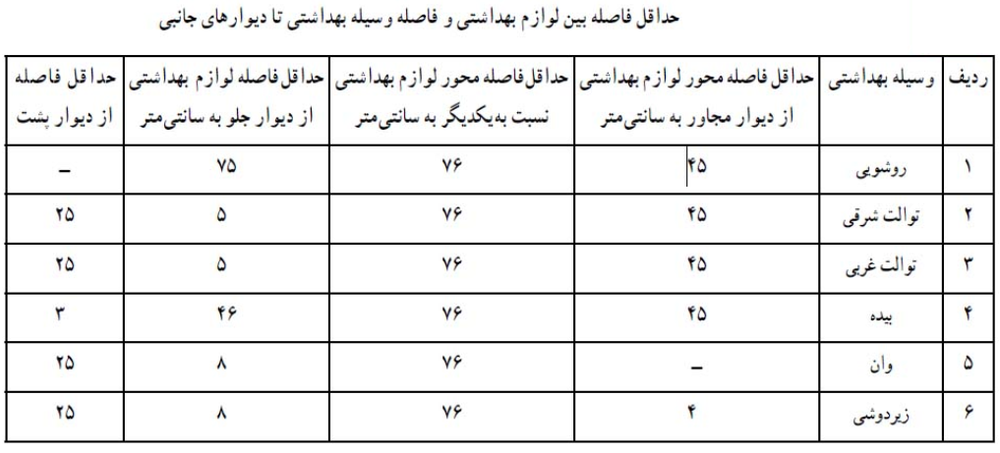 حداقل فاصله بین لوازم بهداشتی و فاصله وسیله بهداشتی تا دیوارهای جانبی
ردیف وسیله بهداشتی حداقل‌فاصله محور لوازم بهداشتی از دیوار مجاور به سانتی‌متر حداقل‌فاصله محور لوازم بهداشتی نسبت به‌یکدیگر به سانتی‌متر حداقل‌فاصله لوازم بهداشتی از دیوار جلو به سانتی‌متر حداقل فاصله از دیوار پشت
۱ روشویی ۴۵ ۷۶ ۷۵ –
۲ توالت شرقی ۴۵ ۷۶ ۵ ۲۵
۳ توالت غربی ۴۵ ۷۶ ۵ ۲۵
۴ بیده ۴۵ ۷۶ ۴۶ ۳
۵ وان – ۷۶ ۸ ۲۵
۶ زیردوشی ۴ ۷۶ ۸ ۲۵